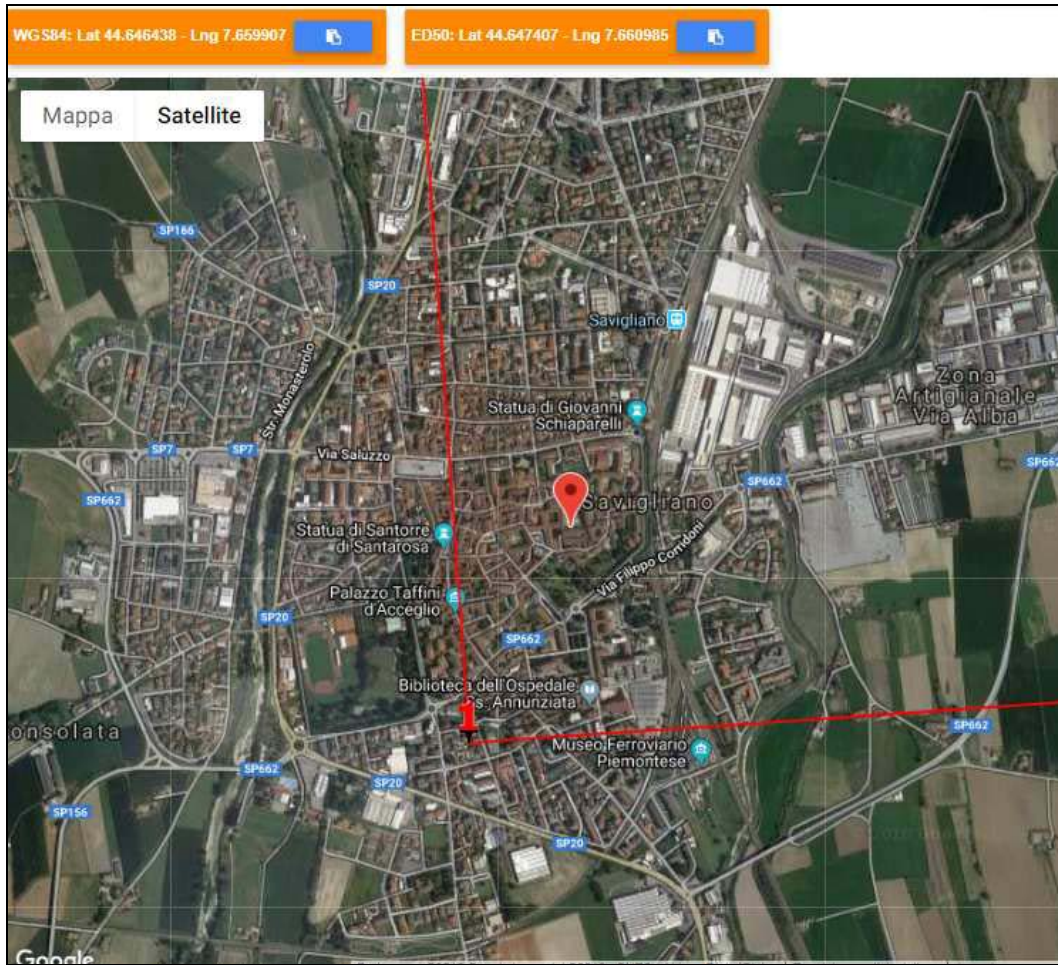 WGS84: Lat 44.646438 - Lng 7.659907
ED50: Lat 44.647407 - Lng 7.660985
Mappa
Satellite
SP166
SP20
Savigliano
Str. Monasterolo
Zona
Artigianale
Via Alba
Statua di Giovanni
Schiaparelli
SP7
SP7
Via Saluzzo
SP662
SP662
SP662
Savigliano
Statua di Santorre
di Santarosa
Via Filippo Corridoni
Palazzo Taffini
d'Acceglio
SP20
SP662
Biblioteca dell'Ospedale
Ss. Annunziata
1
onsolata
SP662
Museo Ferroviario
Piemontese
SP662
SP20
SP156
SP20
Google